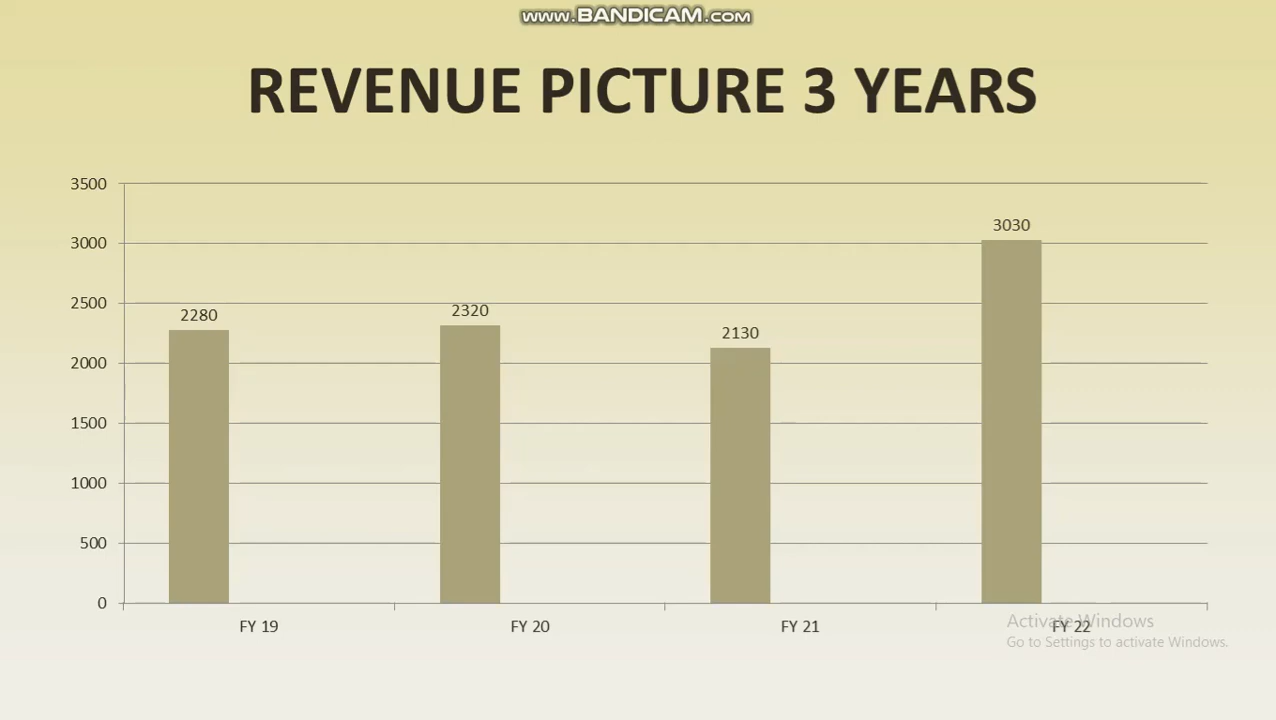 www.BANDICAM.com
REVENUE PICTURE 3 YEARS
3500
3000
2500
2000
1500
1000
500
0
2280
2320
2130
3030
FY 19
FY 20
FY 21
FY 22
Activate Windows
Go to Settings to activate Windows.